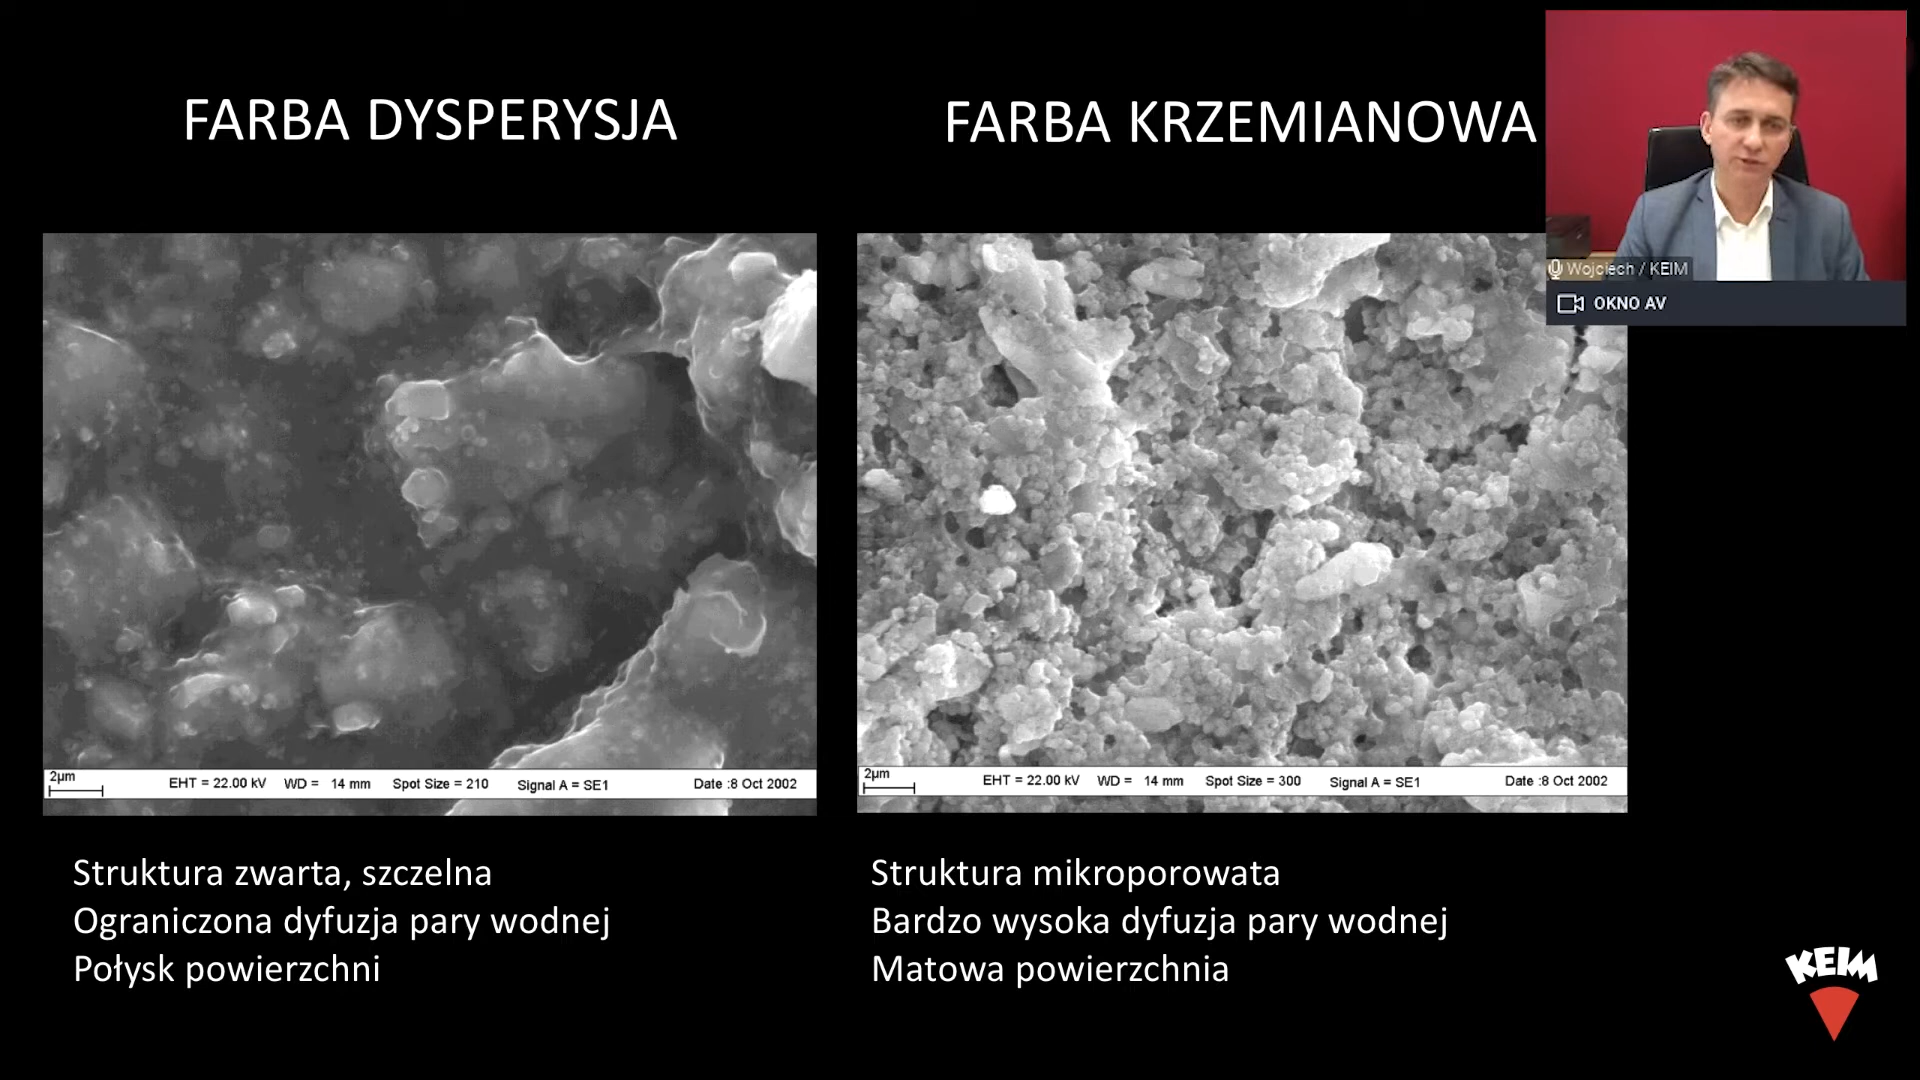 FARBA DYSPERYSJA
FARBA KRZEMIANOWA
Wojciech / KEIM
OKNO AV
2µm
EHT = 22.00 kV WD = 14 mm Spot Size = 210 Signal A = SE1 Date :8 Oct 2002
2µm
EHT = 22.00 kV WD = 14 mm Spot Size = 300 Signal A = SE1 Date :8 Oct 2002
Struktura zwarta, szczelna
Ograniczona dyfuzja pary wodnej
Połysk powierzchni
Struktura mikroporowata
Bardzo wysoka dyfuzja pary wodnej
Matowa powierzchnia
KEIM